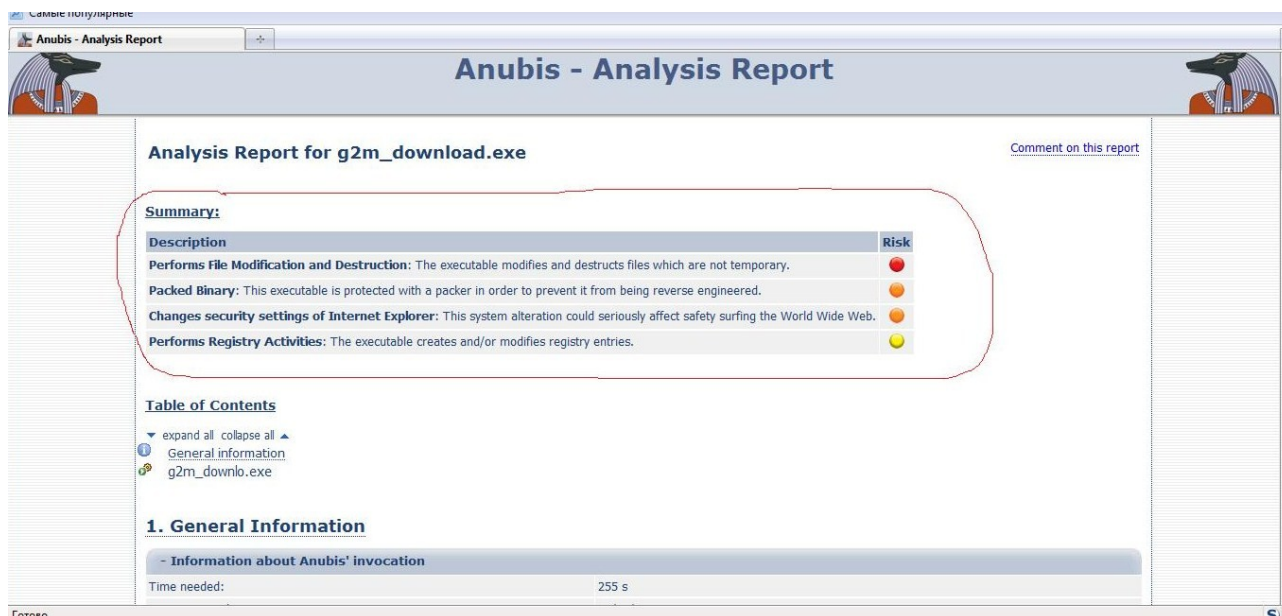 Самые популярные
Anubis - Analysis Report
Anubis - Analysis Report
Analysis Report for g2m_download.exe
Comment on this report
Summary:
Description Risk
Performs File Modification and Destruction: The executable modifies and destructs files which are not temporary.
Packed Binary: This executable is protected with a packer in order to prevent it from being reverse engineered.
Changes security settings of Internet Explorer: This system alteration could seriously affect safety surfing the World Wide Web.
Performs Registry Activities: The executable creates and/or modifies registry entries.
Table of Contents
expand all collapse all
General information
g2m_downlo.exe
1. General Information
- Information about Anubis' invocation
Time needed: 255 s
Готово